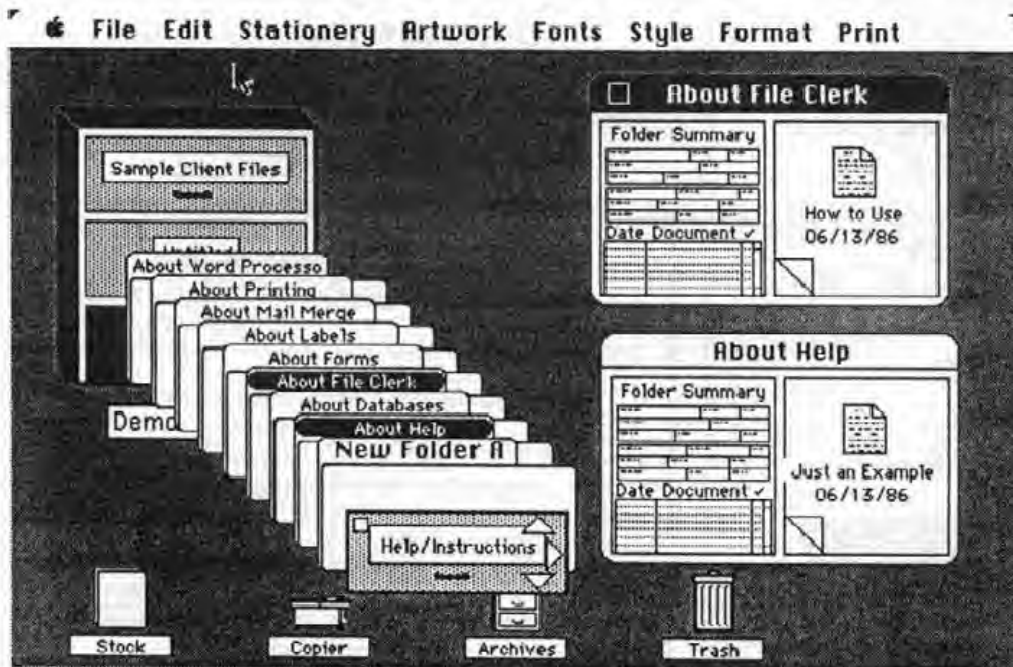 File Edit Stationery Artwork Fonts Style Format Print
Sample Client Files
Untitled
About Word Processo
About Printing
About Mail Merge
About Labels
About Forms
About File Clerk
About Databases
About Help
New Folder A
Demo
Help/Instructions
About File Clerk
Folder Summary
Date Document ✓
How to Use
06/13/86
About Help
Folder Summary
Date Document ✓
Just an Example
06/13/86
Stock
Copier
Archives
Trash